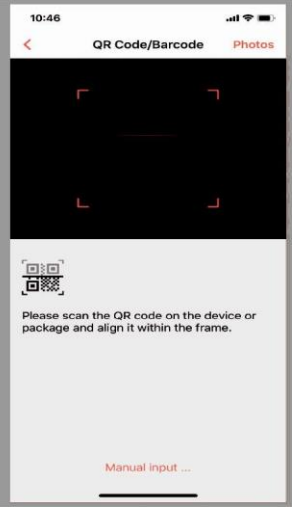 10:46
QR Code/Barcode
Photos
Please scan the QR code on the device or
package and align it within the frame.
Manual input ...